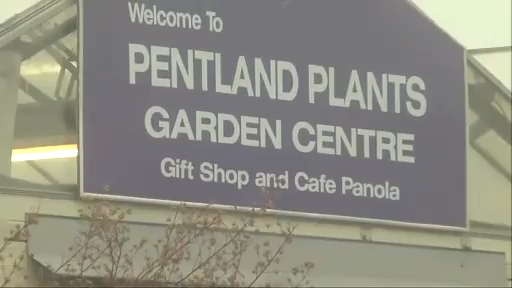 Welcome To
PENTLAND PLANTS
GARDEN CENTRE
Gift Shop and Cafe Panola